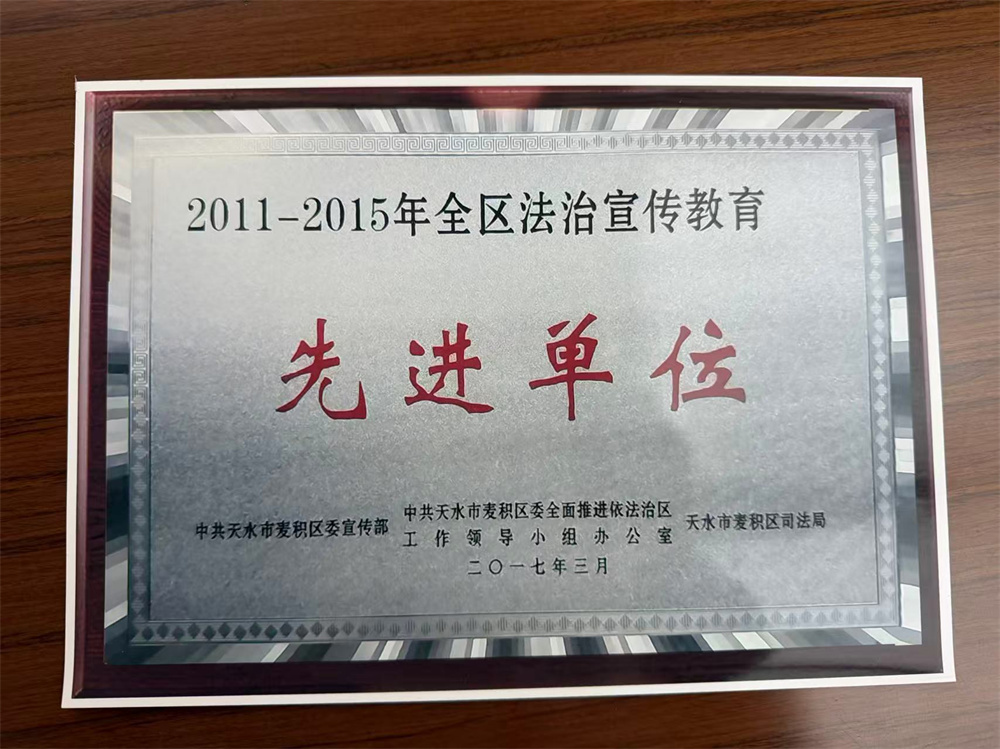 2011-2015年全区法治宣传教育
先进单位
中共天水市麦积区委宣传部
中共天水市麦积区委全面推进依法治区
工作领导小组办公室
天水市麦积区司法局
二〇一七年三月